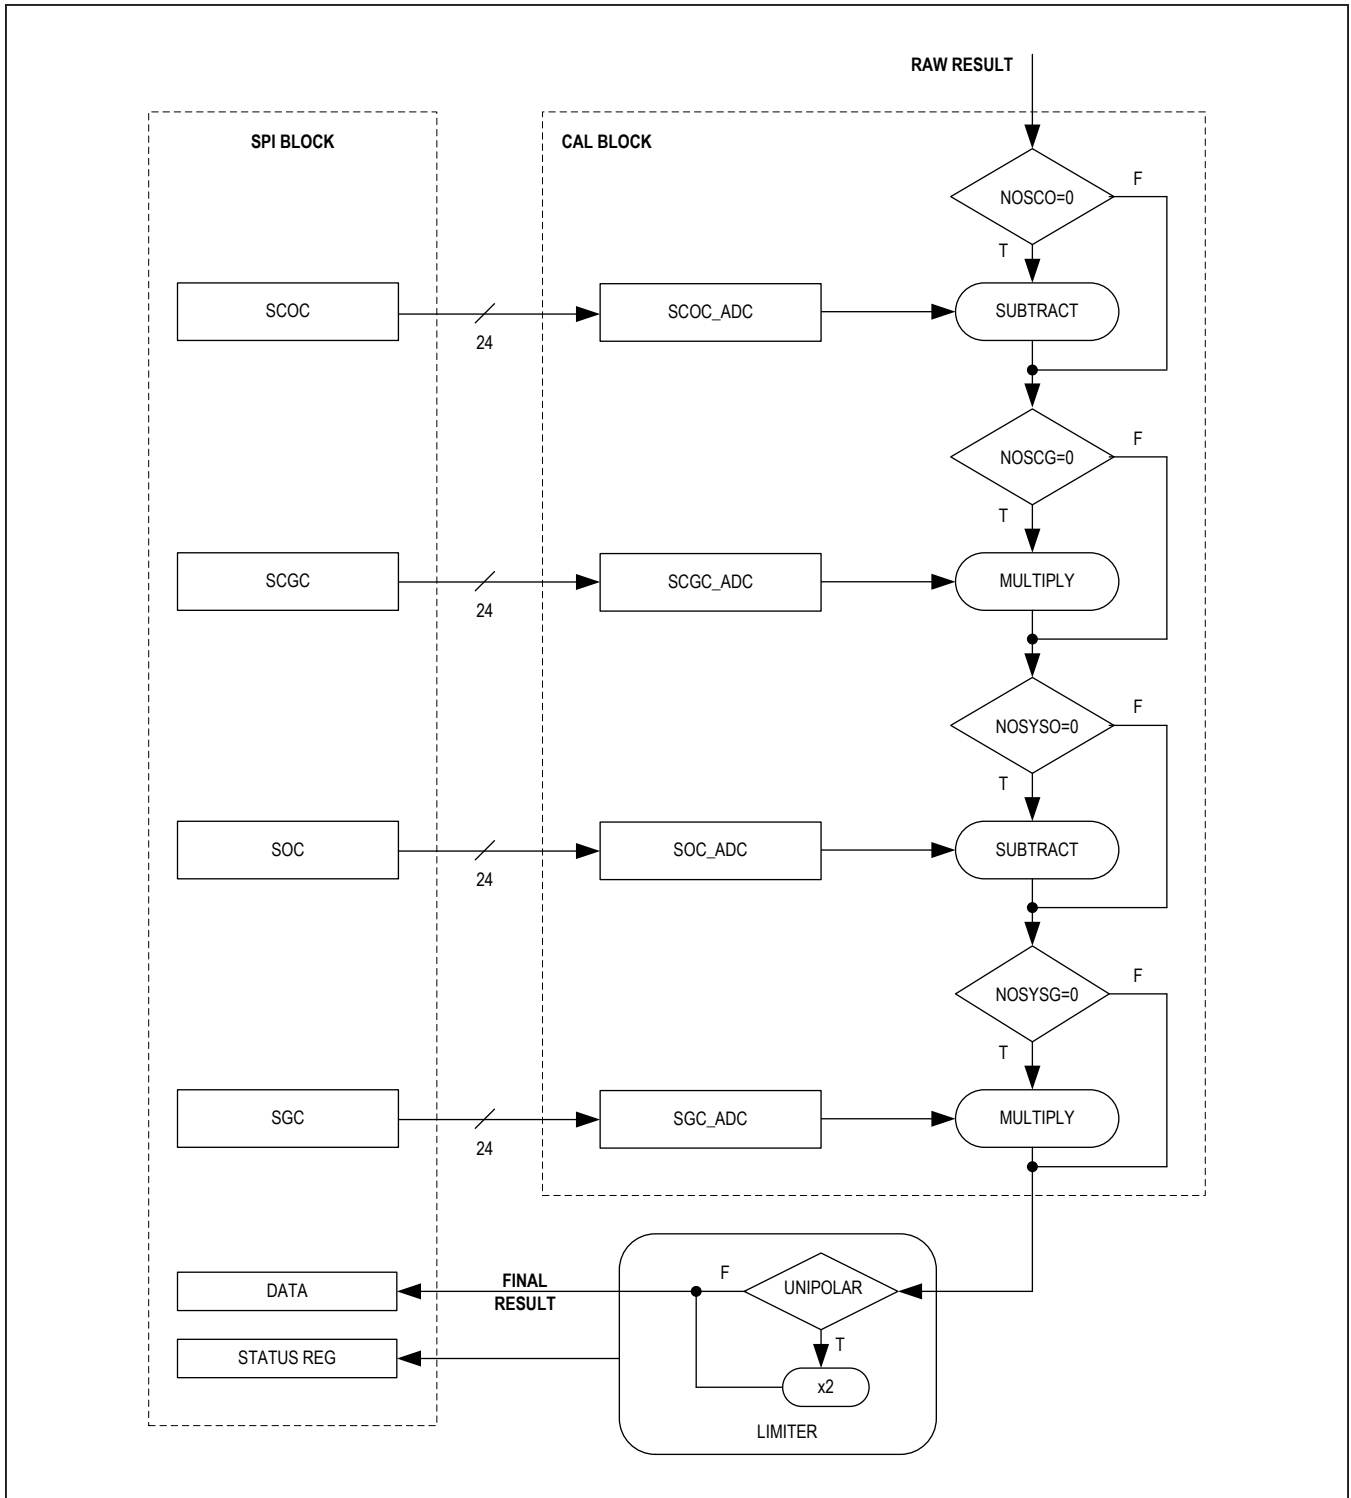 RAW RESULT
SPI BLOCK
CAL BLOCK
NOSCO=0
F
T
SCOC
24
SCOC_ADC
SUBTRACT
NOSCG=0
F
T
SCGC
24
SCGC_ADC
MULTIPLY
NOSYSO=0
F
T
SOC
24
SOC_ADC
SUBTRACT
NOSYSG=0
F
T
SGC
24
SGC_ADC
MULTIPLY
DATA
FINAL
RESULT
F
UNIPOLAR
T
STATUS REG
x2
LIMITER